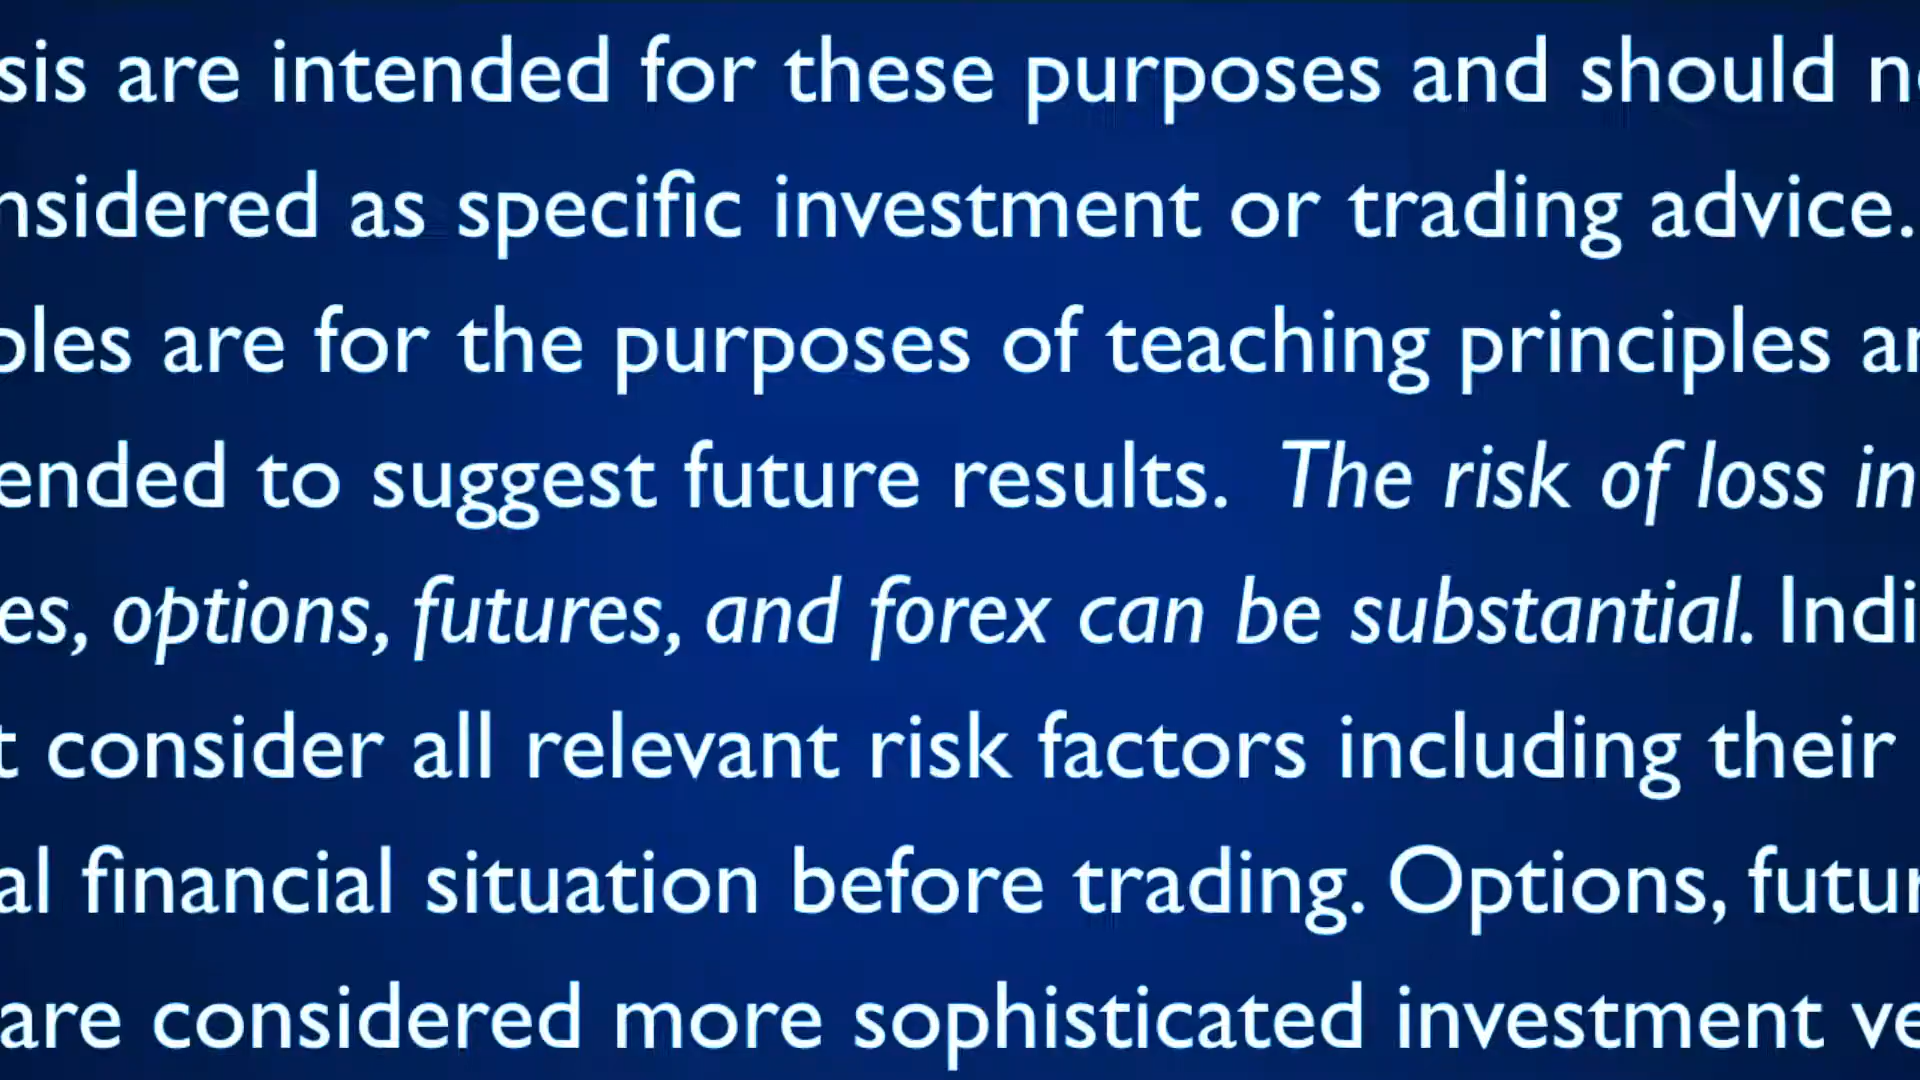 sis are intended for these purposes and should
nsidered as specific investment or trading advice.
ples are for the purposes of teaching principles
ended to suggest future results. The risk of loss in
es, options, futures, and forex can be substantial. Indi
t consider all relevant risk factors including their
al financial situation before trading. Options, futur
are considered more sophisticated investment ve